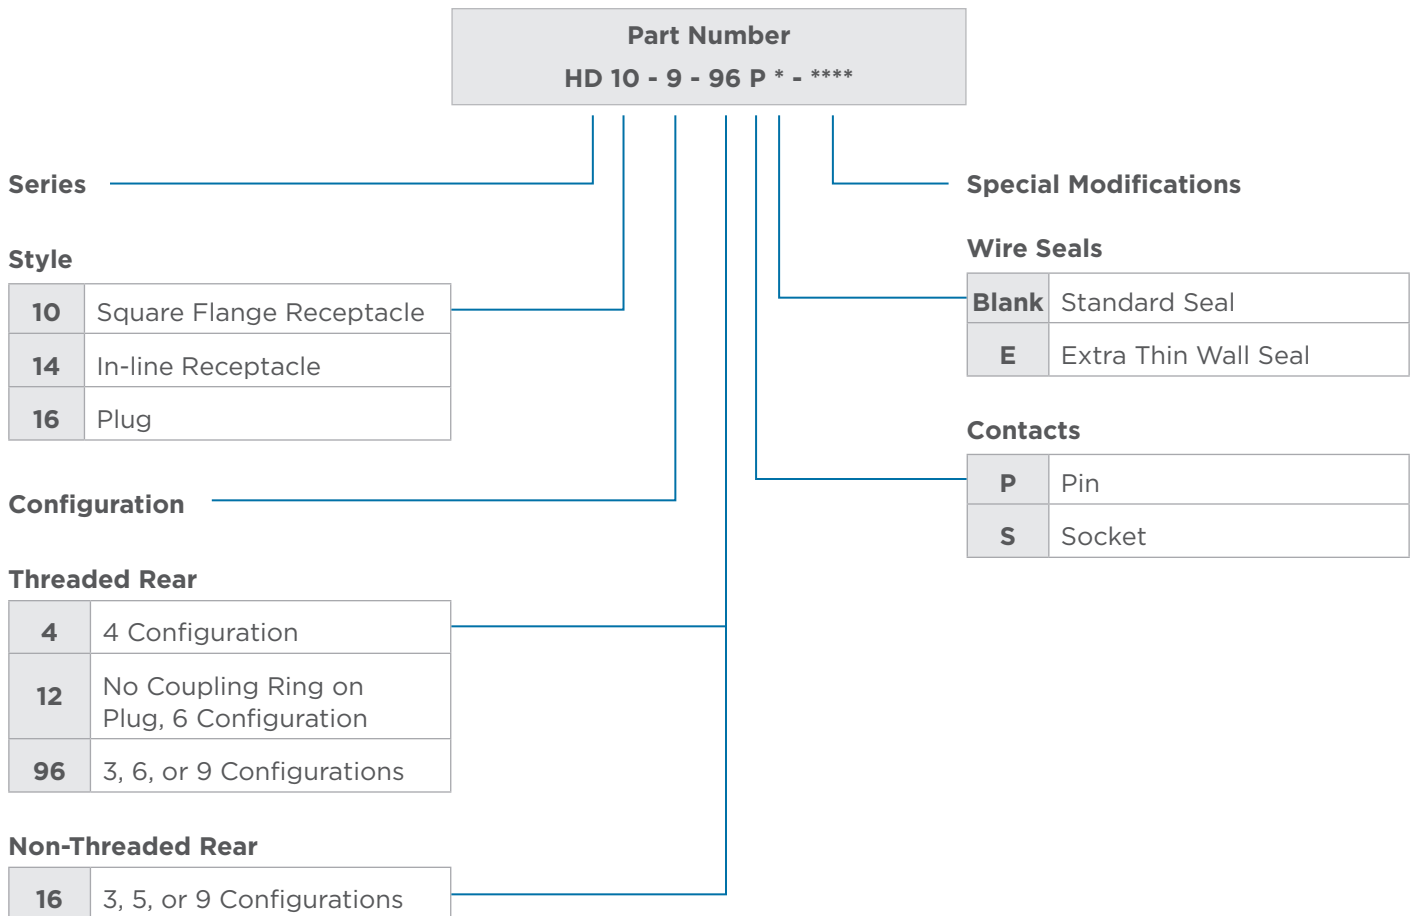 Part Number
HD 10 - 9 - 96 P * - ****
Series
Style
10 Square Flange Receptacle
14 In-line Receptacle
16 Plug
Configuration
Threaded Rear
4 4 Configuration
12 No Coupling Ring on
Plug, 6 Configuration
96 3, 6, or 9 Configurations
Non-Threaded Rear
16 3, 5, or 9 Configurations
Special Modifications
Wire Seals
Blank Standard Seal
E Extra Thin Wall Seal
Contacts
P Pin
S Socket